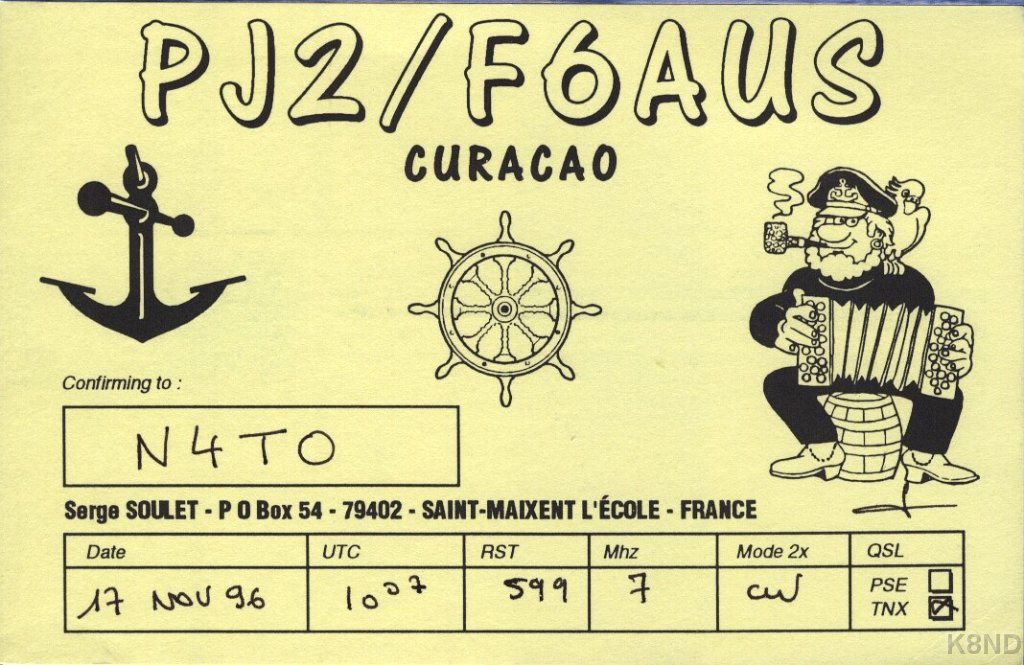 PJ2/F6AUS
CURACAO
Confirming to :
N4TO
Serge SOULET - P O Box 54 - 79402 - SAINT-MAIXENT L'ÉCOLE - FRANCE
Date UTC RST Mhz Mode 2x QSL
17 NOV 96 1007 599 7 CW PSE
TNX
K8ND